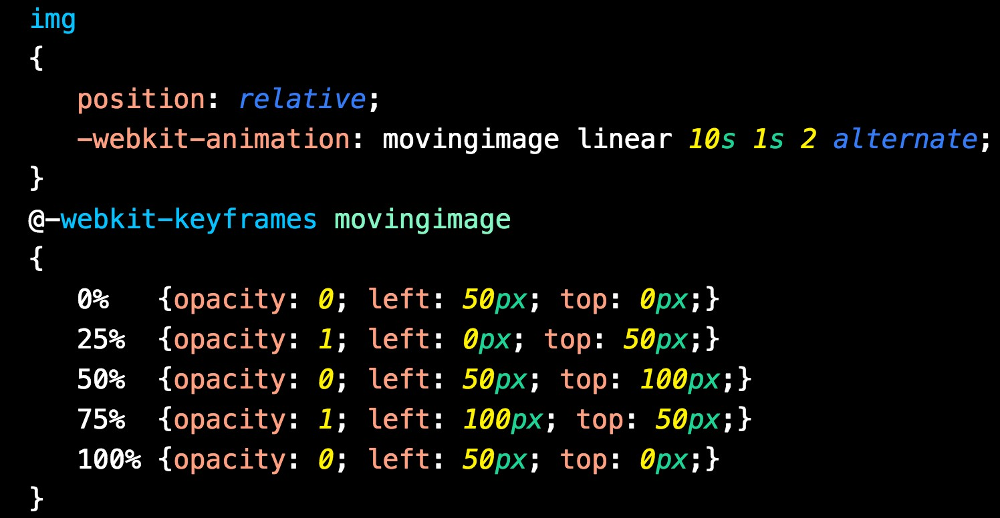 img
{
position: relative;
-webkit-animation: movingimage linear 10s 1s 2 alternate;
}
@-webkit-keyframes movingimage
{
0% {opacity: 0; left: 50px; top: 0px;}
25% {opacity: 1; left: 0px; top: 50px;}
50% {opacity: 0; left: 50px; top: 100px;}
75% {opacity: 1; left: 100px; top: 50px;}
100% {opacity: 0; left: 50px; top: 0px;}
}